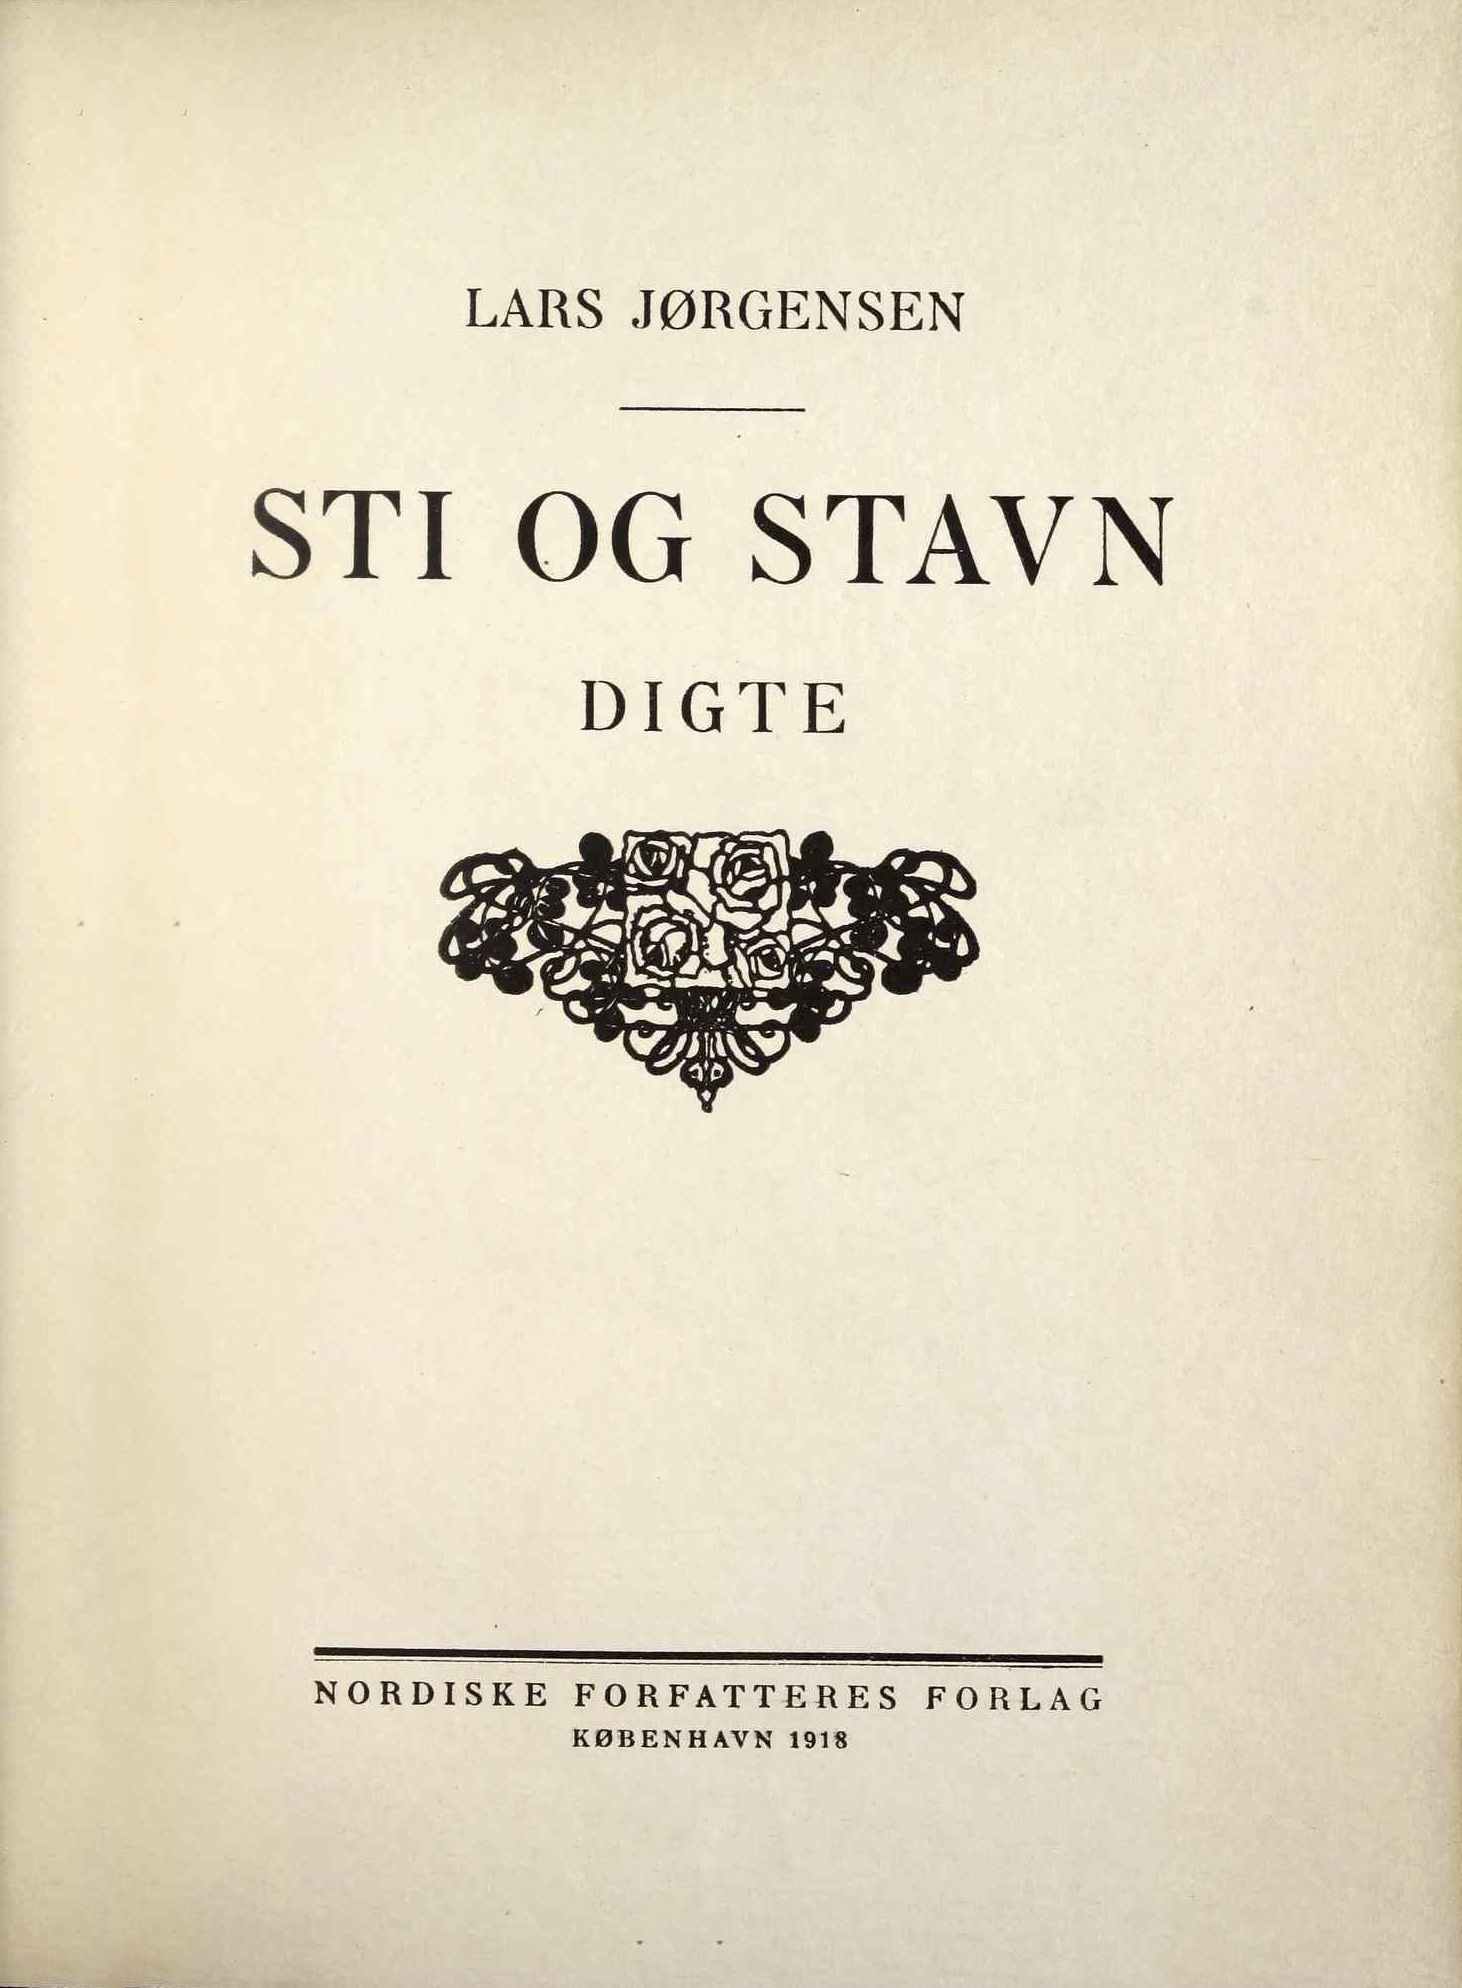 LARS JØRGENSEN
STI OG STAVN
DIGTE
NORDISKE FORFATTERES FORLAG
KØBENHAVN 1918